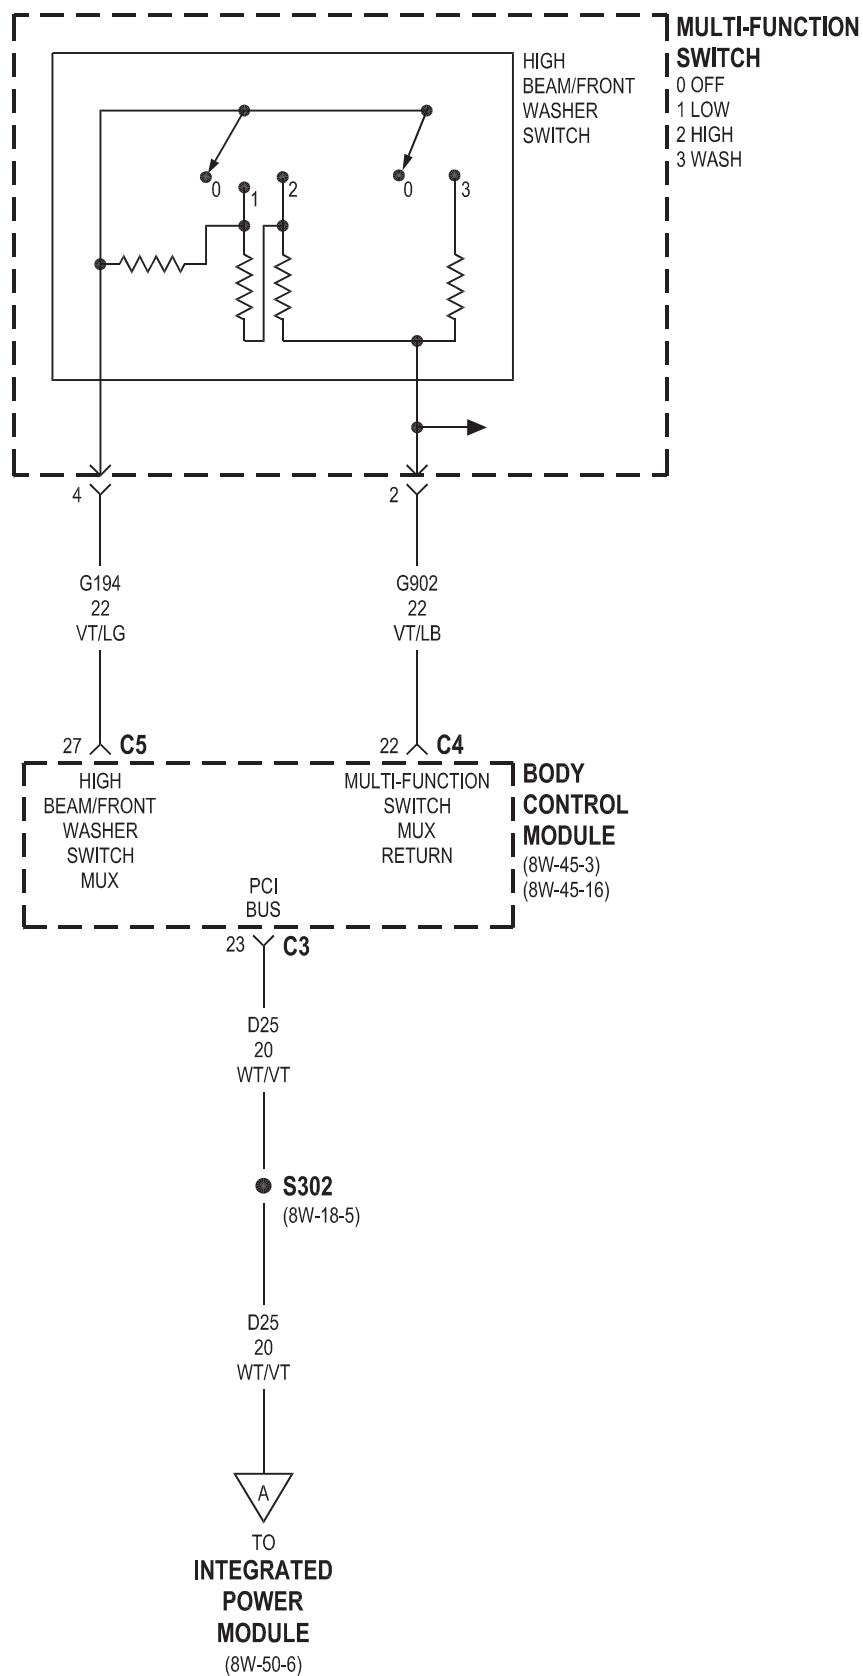 MULTI-FUNCTION
SWITCH
0 OFF
1 LOW
2 HIGH
3 WASH
HIGH
BEAM/FRONT
WASHER
SWITCH
0
1
2
0
3
4
2
G194
22
VT/LG
G902
22
VT/LB
27
C5
22
C4
HIGH
BEAM/FRONT
WASHER
SWITCH
MUX
MULTI-FUNCTION
SWITCH
MUX
RETURN
BODY
CONTROL
MODULE
(8W-45-3)
(8W-45-16)
PCI
BUS
23
C3
D25
20
WT/VT
S302
(8W-18-5)
D25
20
WT/VT
A
TO
INTEGRATED
POWER
MODULE
(8W-50-6)